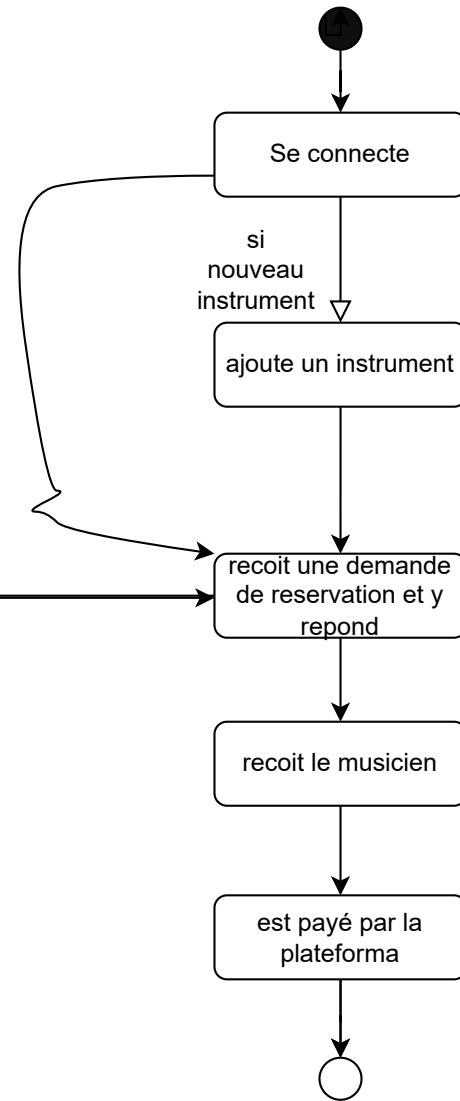 Se connecte
si
nouveau
instrument
ajoute un instrument
recoit une demande
de reservation et y
repond
recoit le musicien
est payé par la
plateforma